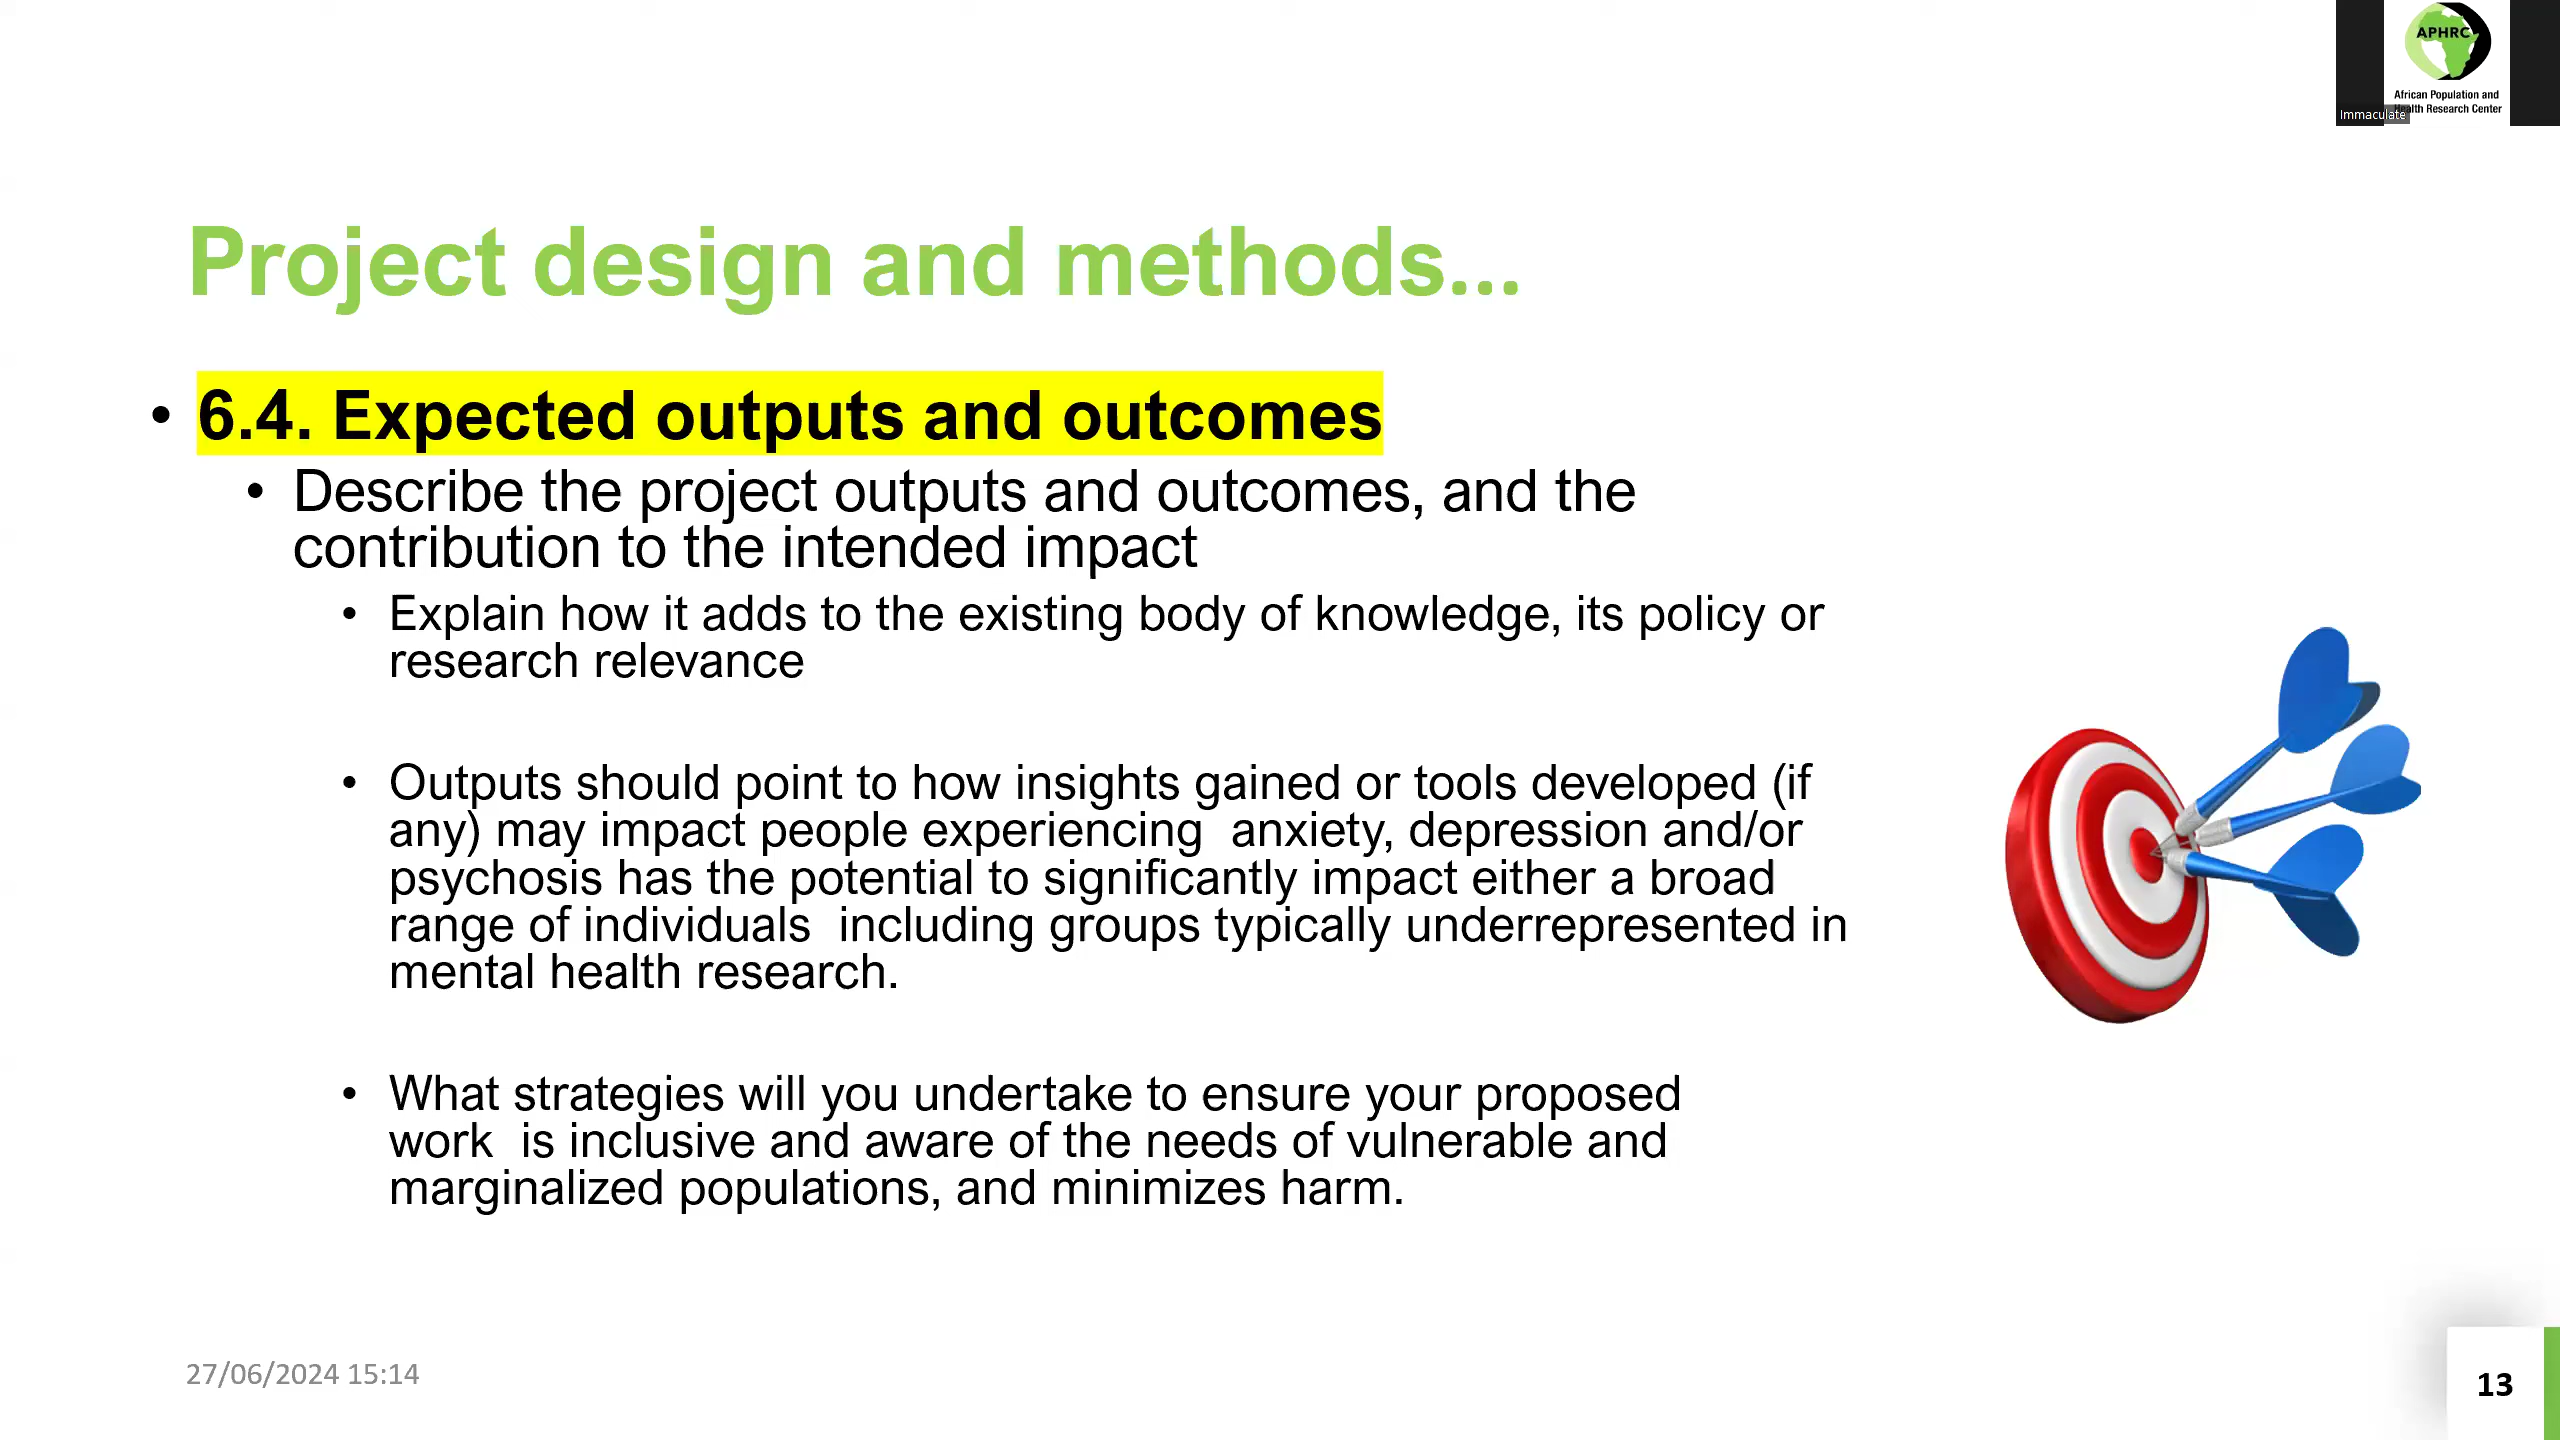 APHRC
African Population and
Health Research Center
Immaculate
Project design and methods...
• 6.4. Expected outputs and outcomes
• Describe the project outputs and outcomes, and the
contribution to the intended impact
• Explain how it adds to the existing body of knowledge, its policy or
research relevance
• Outputs should point to how insights gained or tools developed (if
any) may impact people experiencing  anxiety, depression and/or
psychosis has the potential to significantly impact either a broad
range of individuals  including groups typically underrepresented in
mental health research.
• What strategies will you undertake to ensure your proposed
work  is inclusive and aware of the needs of vulnerable and
marginalized populations, and minimizes harm.
27/06/2024 15:14
13